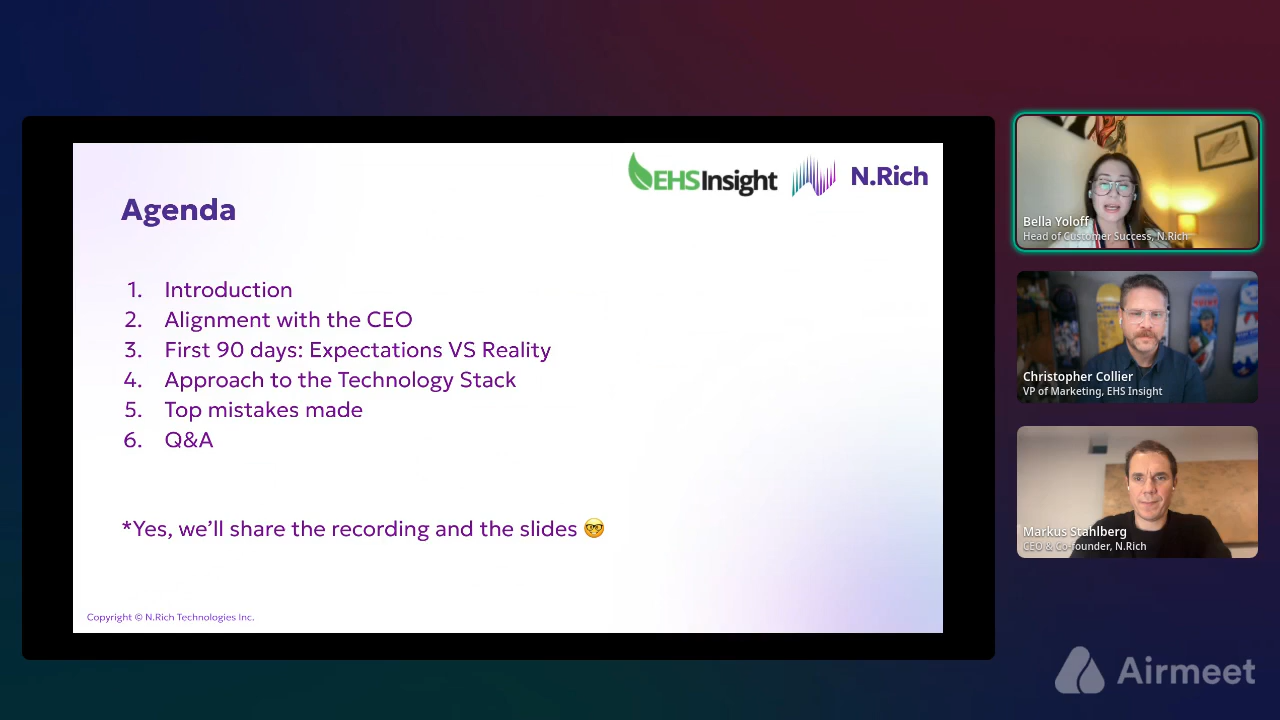 EHSInsight
N.Rich
Agenda
1. Introduction
2. Alignment with the CEO
3. First 90 days: Expectations VS Reality
4. Approach to the Technology Stack
5. Top mistakes made
6. Q&A
*Yes, we'll share the recording and the slides 🤓
Copyright © N.Rich Technologies Inc.
Bella Yoloff
Head of Customer Success, N.Rich
Christopher Collier
VP of Marketing, EHS Insight
Markus Stahlberg
CEO & Co-founder, N.Rich
Airmeet